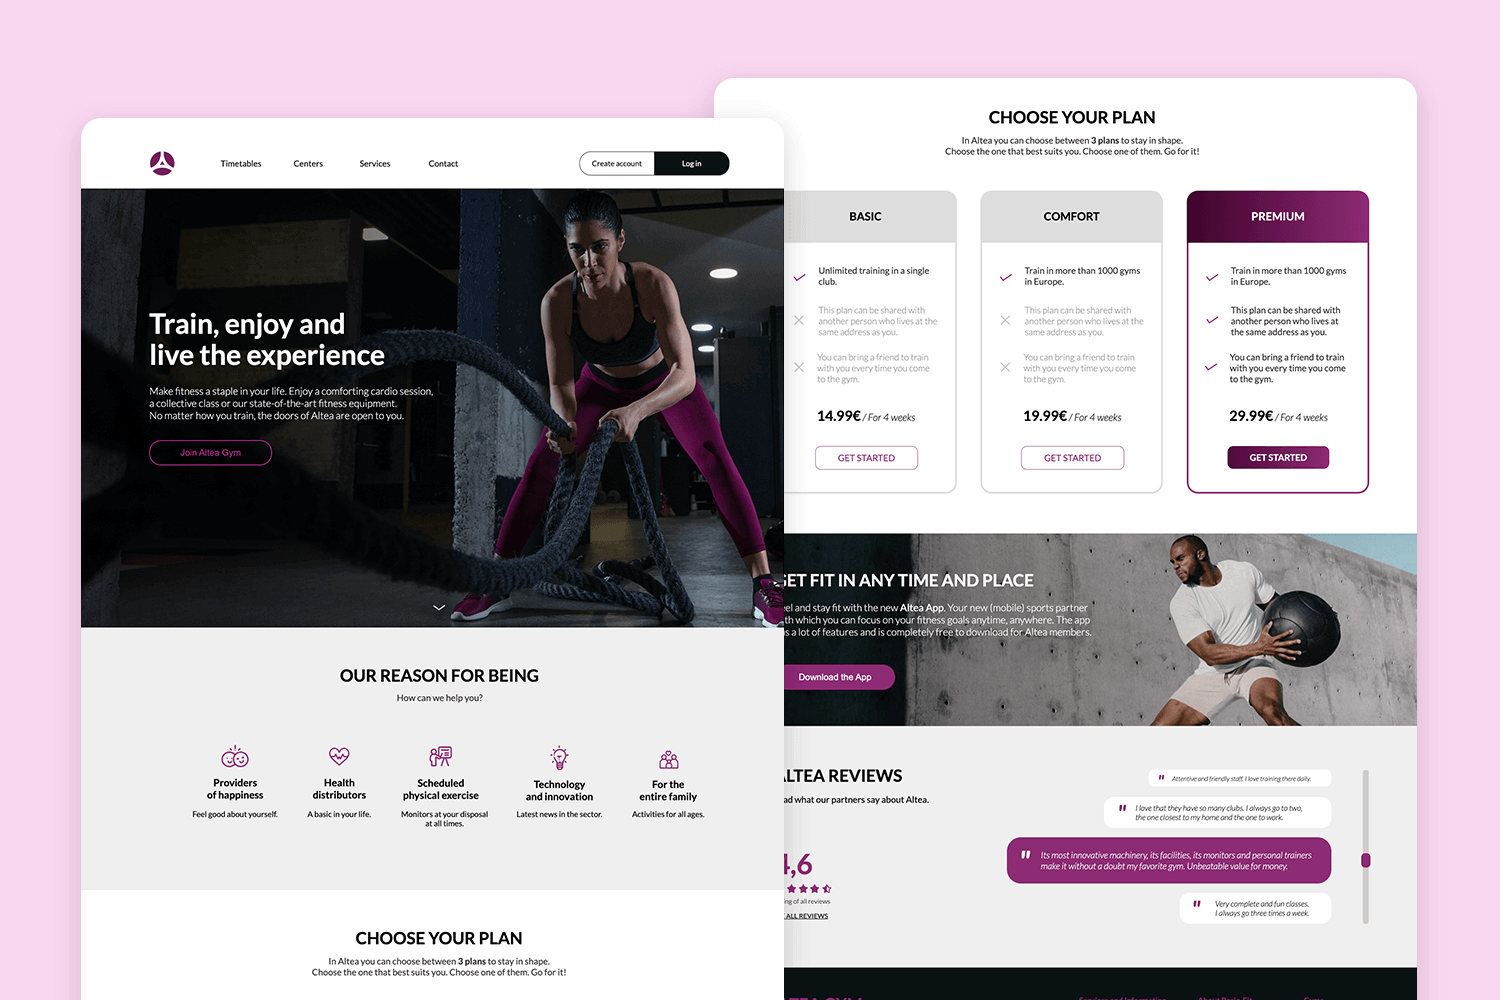 Timetables
Centers
Services
Contact
Create account
Log in
Train, enjoy and
live the experience
Make fitness a staple in your life. Enjoy a comforting cardio session,
a collective class or our state-of-the-art fitness equipment.
No matter how you train, the doors of Altea are open to you.
Join Altea Gym
OUR REASON FOR BEING
How can we help you?
Providers
of happiness
Feel good about yourself.
Health
distributors
A basic in your life.
Scheduled
physical exercise
Monitors at your disposal
at all times.
Technology
and innovation
Latest news in the sector.
For the
entire family
Activities for all ages.
CHOOSE YOUR PLAN
In Altea you can choose between 3 plans to stay in shape.
Choose the one that best suits you. Choose one of them. Go for it!
CHOOSE YOUR PLAN
In Altea you can choose between 3 plans to stay in shape.
Choose the one that best suits you. Choose one of them. Go for it!
BASIC
Unlimited training in a single
club.
This plan can be shared with
another person who lives at the
same address as you.
You can bring a friend to train
with you every time you come
to the gym.
14.99€ / For 4 weeks
GET STARTED
COMFORT
Train in more than 1000 gyms
in Europe.
This plan can be shared with
another person who lives at the
same address as you.
You can bring a friend to train
with you every time you come
to the gym.
19.99€ / For 4 weeks
GET STARTED
PREMIUM
Train in more than 1000 gyms
in Europe.
This plan can be shared with
another person who lives at
the same address as you.
You can bring a friend to train
with you every time you come
to the gym.
29.99€ / For 4 weeks
GET STARTED
GET FIT IN ANY TIME AND PLACE
and stay fit with the new Altea App. Your new (mobile) sports partner
which you can focus on your fitness goals anytime, anywhere. The app
a lot of features and is completely free to download for Altea members.
Download the App
ALTEA REVIEWS
what our partners say about Altea.
4,6
of all reviews
ALL REVIEWS
" Attentive and friendly staff. I love training there daily.
" I love that they have so many clubs. I always go to two,
the one closest to my home and the one to work.
" Its most innovative machinery, its facilities, its monitors and personal trainers
make it without a doubt my favorite gym. Unbeatable value for money.
" Very complete and fun classes.
I always go three times a week.